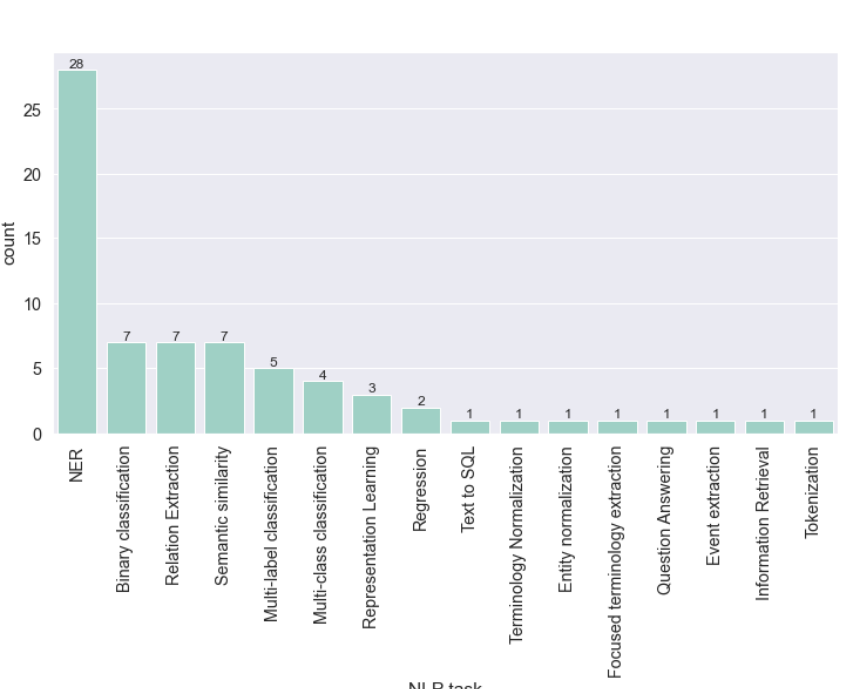 28
25
20
15
10
5
0
count
7
7
7
5
4
3
2
1
1
1
1
1
1
1
1
NER
Binary classification
Relation Extraction
Semantic similarity
Multi-label classification
Multi-class classification
Representation Learning
Regression
Text to SQL
Terminology Normalization
Entity normalization
Focused terminology extraction
Question Answering
Event extraction
Information Retrieval
Tokenization
NLP task